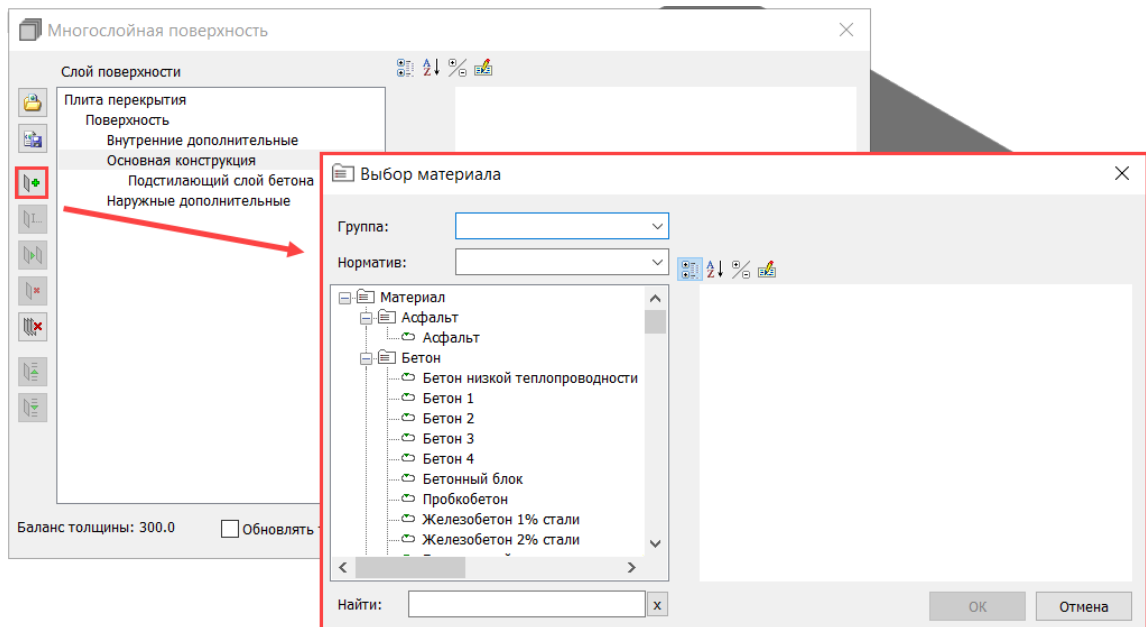 Многослойная поверхность
Слой поверхности
Плита перекрытия
Поверхность
Внутренние дополнительные
Основная конструкция
Подстилающий слой бетона
Наружные дополнительные
Баланс толщины: 300.0
Обновлять
Выбор материала
Группа:
Норматив:
Материал
Асфальт
Асфальт
Бетон
Бетон низкой теплопроводности
Бетон 1
Бетон 2
Бетон 3
Бетон 4
Бетонный блок
Пробкобетон
Железобетон 1% стали
Железобетон 2% стали
Найти:
x
OK
Отмена